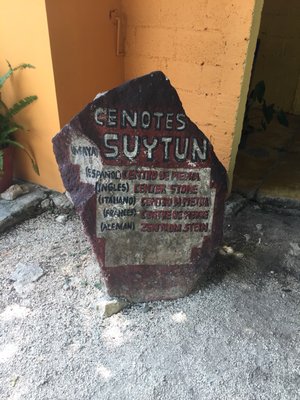 CENOTES
(MAYA) SUYTUN
(ESPAÑOL) CENTRO DE PIEDRA
(INGLES) CENTER STORE
(ITALIANO) CENTRO DI PIETRA
(FRANCES) CENTRE DE PIERRE
(ALEMAN) ZENTRUM STEIN